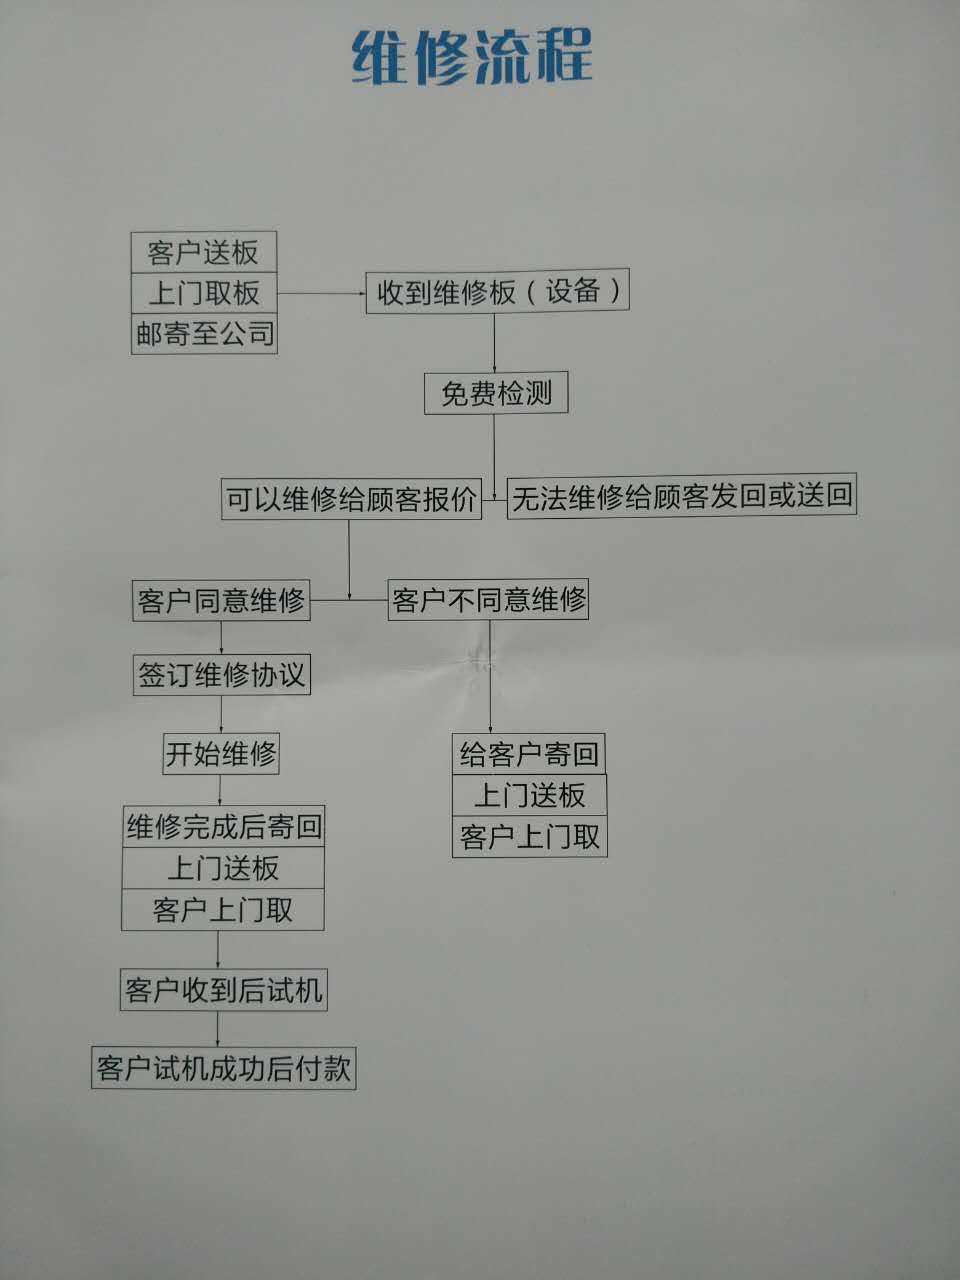 维修流程
客户送板
上门取板
邮寄至公司
收到维修板（设备）
免费检测
可以维修给顾客报价
无法维修给顾客发回或送回
客户同意维修
客户不同意维修
签订维修协议
开始维修
给客户寄回
上门送板
客户上门取
维修完成后寄回
上门送板
客户上门取
客户收到后试机
客户试机成功后付款